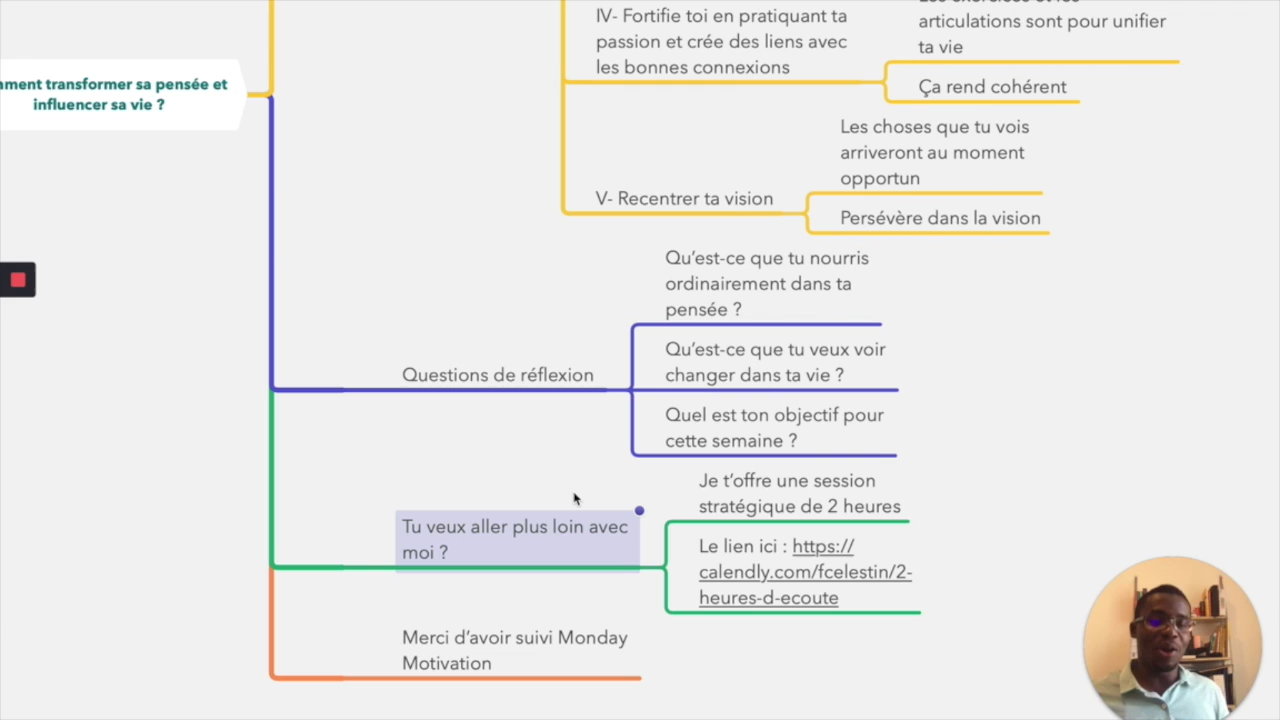 IV- Fortifie toi en pratiquant ta
passion et crée des liens avec
les bonnes connexions
articulations sont pour unifier
ta vie
Ça rend cohérent
ment transformer sa pensée et
influencer sa vie ?
Les choses que tu vois
arriveront au moment
opportun
V- Recentrer ta vision
Persévère dans la vision
Qu’est-ce que tu nourris
ordinairement dans ta
pensée ?
Questions de réflexion
Qu’est-ce que tu veux voir
changer dans ta vie ?
Quel est ton objectif pour
cette semaine ?
Tu veux aller plus loin avec
moi ?
Je t’offre une session
stratégique de 2 heures
Le lien ici : https://
calendly.com/fcelestin/2-
heures-d-ecoute
Merci d’avoir suivi Monday
Motivation